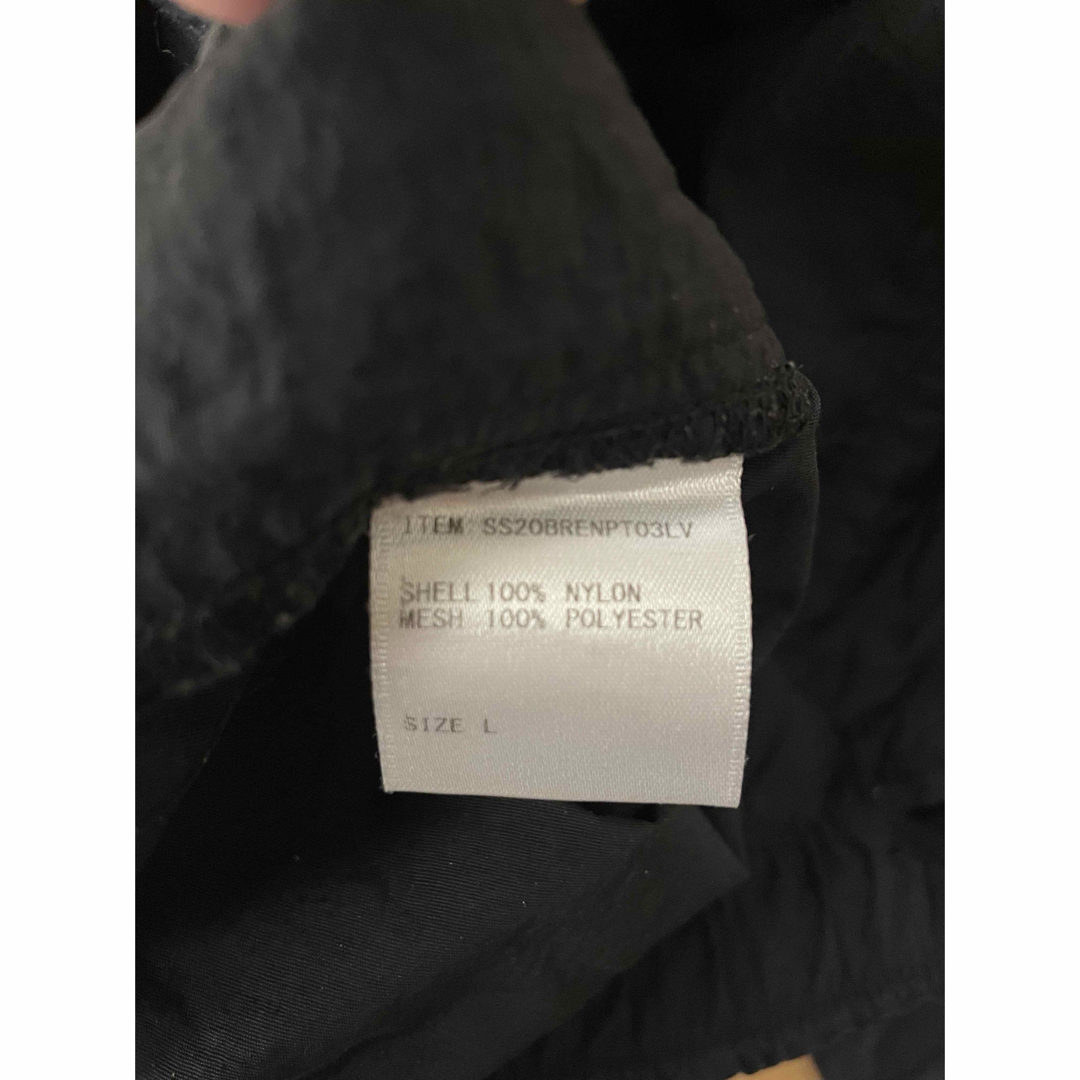 ITEM SS20BRENPT03LV
SHELL 100% NYLON
MESH 100% POLYESTER
SIZE L